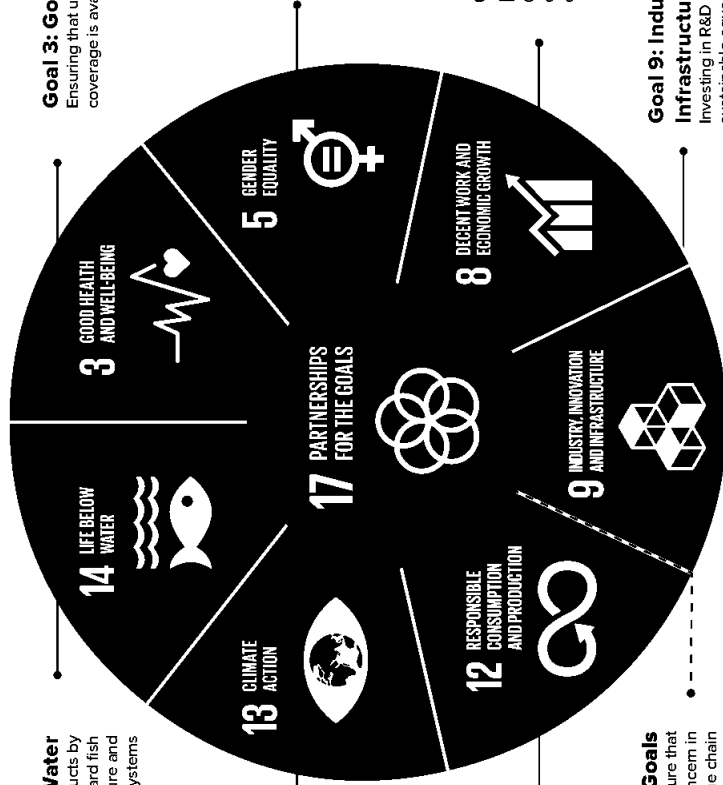 Goal 3: Go
Ensuring that u
coverage is ava
Goal 9: Indu
Infrastructu
Investing in R&D
3 GOOD HEALTH
AND WELL-BEING
5 GENDER
EQUALITY
8 DECENT WORK AND
ECONOMIC GROWTH
9 INDUSTRY, INNOVATION
AND INFRASTRUCTURE
12 RESPONSIBLE
CONSUMPTION
AND PRODUCTION
13 CLIMATE
ACTION
14 LIFE BELOW
WATER
17 PARTNERSHIPS
FOR THE GOALS
Water
ucts by
ard fish
ure and
ystems
Goals
ure that
ncem in
e chain